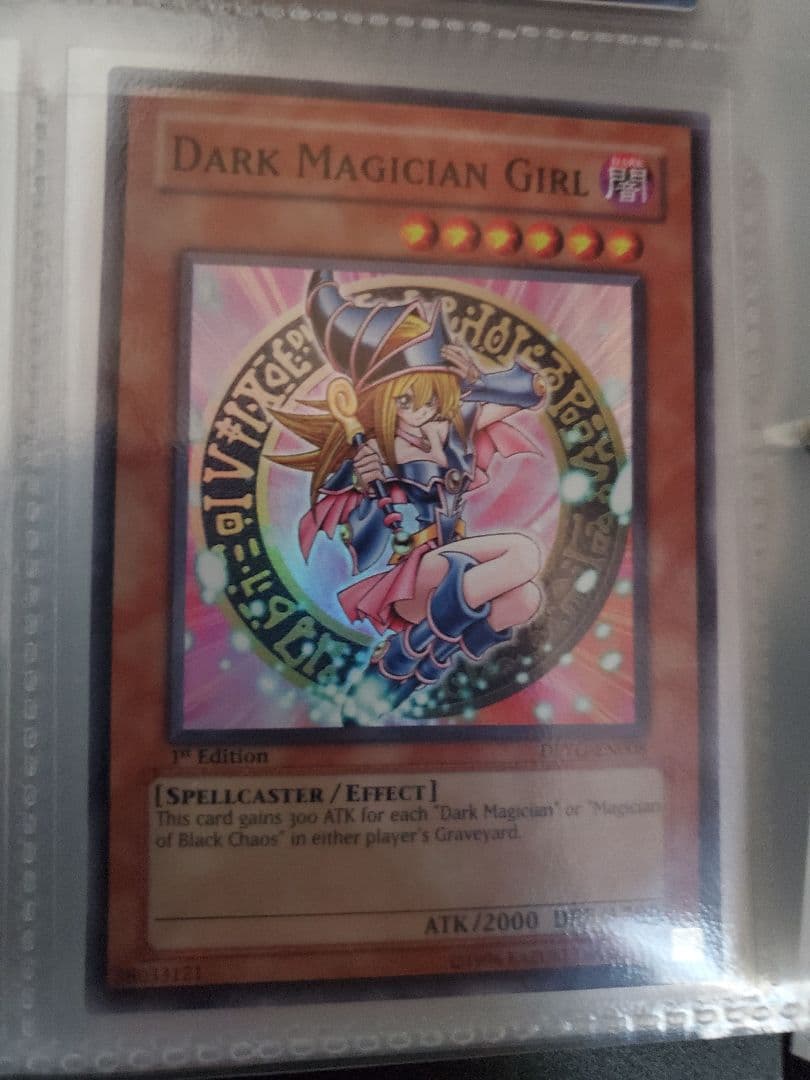 DARK MAGICIAN GIRL
DARK
闇
1st Edition
[SPELLCASTER / EFFECT]
This card gains 300 ATK for each "Dark Magician" or "Magician
of Black Chaos" in either player's Graveyard.
ATK/2000